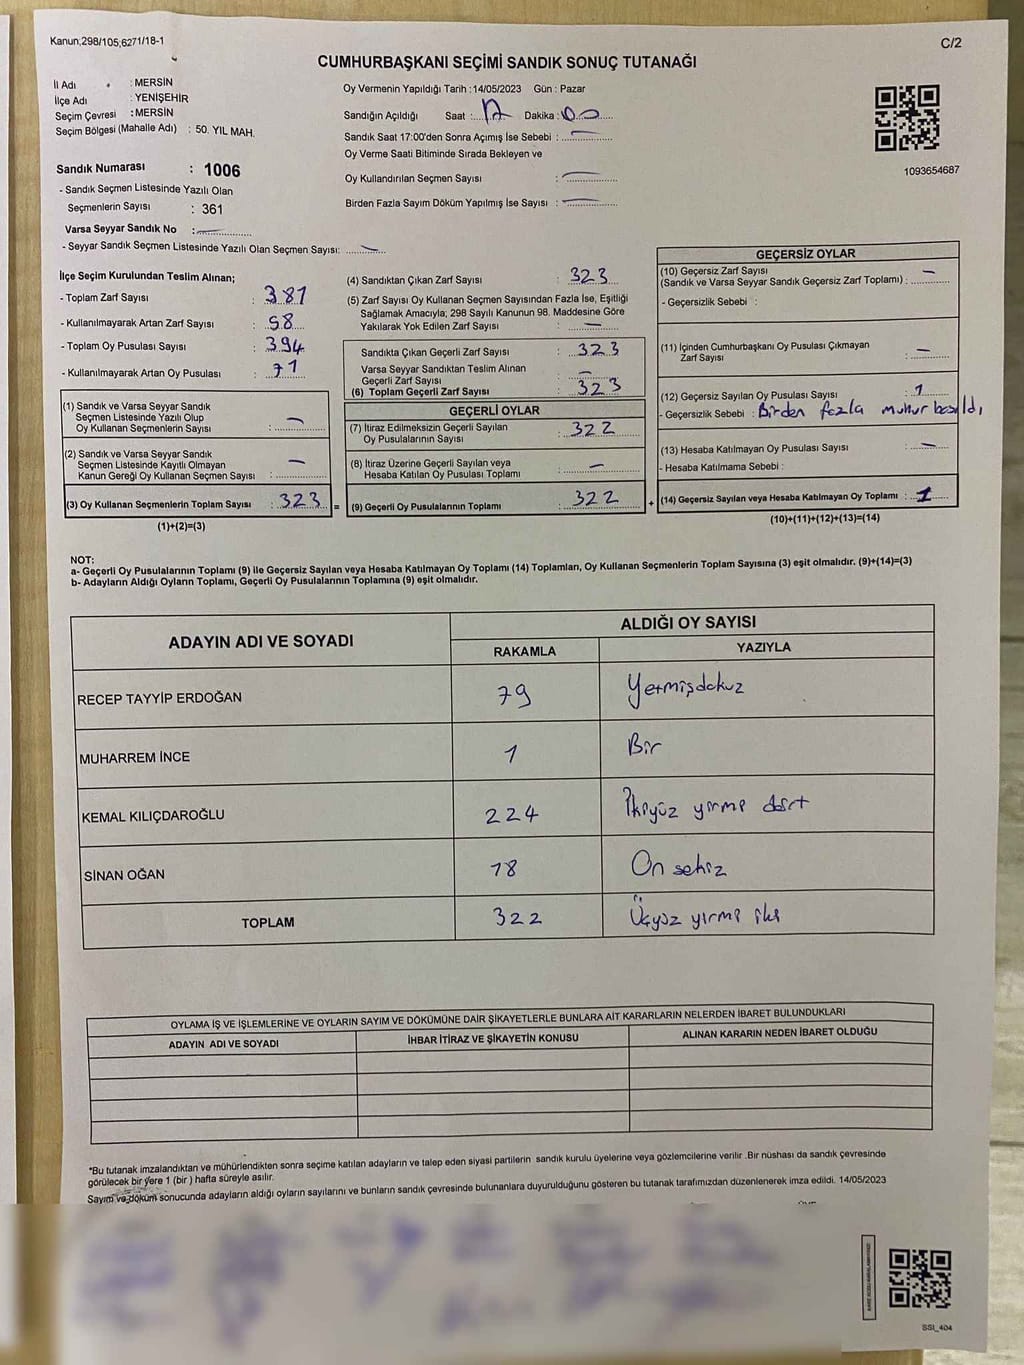 Kanun;298/105;6271/18-1
C/2
CUMHURBAŞKANI SEÇİMİ SANDIK SONUÇ TUTANAĞI
İl Adı : MERSİN
İlçe Adı : YENİŞEHİR
Seçim Çevresi : MERSİN
Seçim Bölgesi (Mahalle Adı) : 50. YIL MAH.
Oy Vermenin Yapıldığı Tarih : 14/05/2023 Gün : Pazar
Sandığın Açıldığı Saat : 17 Dakika : 00
Sandık Saat 17:00'den Sonra Açımış İse Sebebi : —
Oy Verme Saati Bitiminde Sırada Bekleyen ve
Oy Kullandırılan Seçmen Sayısı : —
Birden Fazla Sayım Döküm Yapılmış İse Sayısı : —
1093654687
Sandık Numarası : 1006
- Sandık Seçmen Listesinde Yazılı Olan
Seçmenlerin Sayısı : 361
Varsa Seyyar Sandık No : —
- Seyyar Sandık Seçmen Listesinde Yazılı Olan Seçmen Sayısı: —
İlçe Seçim Kurulundan Teslim Alınan;
- Toplam Zarf Sayısı : 381
- Kullanılmayarak Artan Zarf Sayısı : 58
- Toplam Oy Pusulası Sayısı : 394
- Kullanılmayarak Artan Oy Pusulası : 71
(1) Sandık ve Varsa Seyyar Sandık
Seçmen Listesinde Yazılı Olup
Oy Kullanan Seçmenlerin Sayısı : —
(2) Sandık ve Varsa Seyyar Sandık
Seçmen Listesinde Kayıtlı Olmayan
Kanun Gereği Oy Kullanan Seçmen Sayısı : —
(3) Oy Kullanan Seçmenlerin Toplam Sayısı : 323 =
(1)+(2)=(3)
(4) Sandıktan Çıkan Zarf Sayısı : 323
(5) Zarf Sayısı Oy Kullanan Seçmen Sayısından Fazla İse, Eşitliği
Sağlamak Amacıyla; 298 Sayılı Kanunun 98. Maddesine Göre
Yakılarak Yok Edilen Zarf Sayısı : —
Sandıkta Çıkan Geçerli Zarf Sayısı : 323
Varsa Seyyar Sandıktan Teslim Alınan
Geçerli Zarf Sayısı : —
(6) Toplam Geçerli Zarf Sayısı : 323
GEÇERLİ OYLAR
(7) İtiraz Edilmeksizin Geçerli Sayılan
Oy Pusulalarının Sayısı : 322
(8) İtiraz Üzerine Geçerli Sayılan veya
Hesaba Katılan Oy Pusulası Toplamı : —
(9) Geçerli Oy Pusulalarının Toplamı : 322 +
GEÇERSİZ OYLAR
(10) Geçersiz Zarf Sayısı
(Sandık ve Varsa Seyyar Sandık Geçersiz Zarf Toplamı) : —
- Geçersizlik Sebebi :
(11) İçinden Cumhurbaşkanı Oy Pusulası Çıkmayan
Zarf Sayısı : —
(12) Geçersiz Sayılan Oy Pusulası Sayısı : 1
- Geçersizlik Sebebi : Birden fazla muhur basıldı
(13) Hesaba Katılmayan Oy Pusulası Sayısı : —
- Hesaba Katılmama Sebebi :
(14) Geçersiz Sayılan veya Hesaba Katılmayan Oy Toplamı : 1
(10)+(11)+(12)+(13)=(14)
NOT:
a- Geçerli Oy Pusulalarının Toplamı (9) ile Geçersiz Sayılan veya Hesaba Katılmayan Oy Toplamı (14) Toplamları, Oy Kullanan Seçmenlerin Toplam Sayısına (3) eşit olmalıdır. (9)+(14)=(3)
b- Adayların Aldığı Oyların Toplamı, Geçerli Oy Pusulalarının Toplamına (9) eşit olmalıdır.
ADAYIN ADI VE SOYADI
ALDIĞI OY SAYISI
RAKAMLA YAZIYLA
RECEP TAYYİP ERDOĞAN 79 Yetmişdokuz
MUHARREM İNCE 1 Bir
KEMAL KILIÇDAROĞLU 224 İkiyüz yirmi dört
SİNAN OĞAN 18 On sekiz
TOPLAM 322 Üçyüz yirmi iki
OYLAMA İŞ VE İŞLEMLERİNE VE OYLARIN SAYIM VE DÖKÜMÜNE DAİR ŞİKAYETLERLE BUNLARA AİT KARARLARIN NELERDEN İBARET BULUNDUKLARI
ADAYIN ADI VE SOYADI İHBAR İTİRAZ VE ŞİKAYETİN KONUSU ALINAN KARARIN NEDEN İBARET OLDUĞU
*Bu tutanak imzalandıktan ve mühürlendikten sonra seçime katılan adayların ve talep eden siyasi partilerin sandık kurulu üyelerine veya gözlemcilerine verilir .Bir nüshası da sandık çevresinde
görülecek bir yere 1 (bir ) hafta süreyle asılır.
Sayım ve döküm sonucunda adayların aldığı oyların sayılarını ve bunların sandık çevresinde bulunanlara duyurulduğunu gösteren bu tutanak tarafımızdan düzenlenerek imza edildi. 14/05/2023
SSI_404